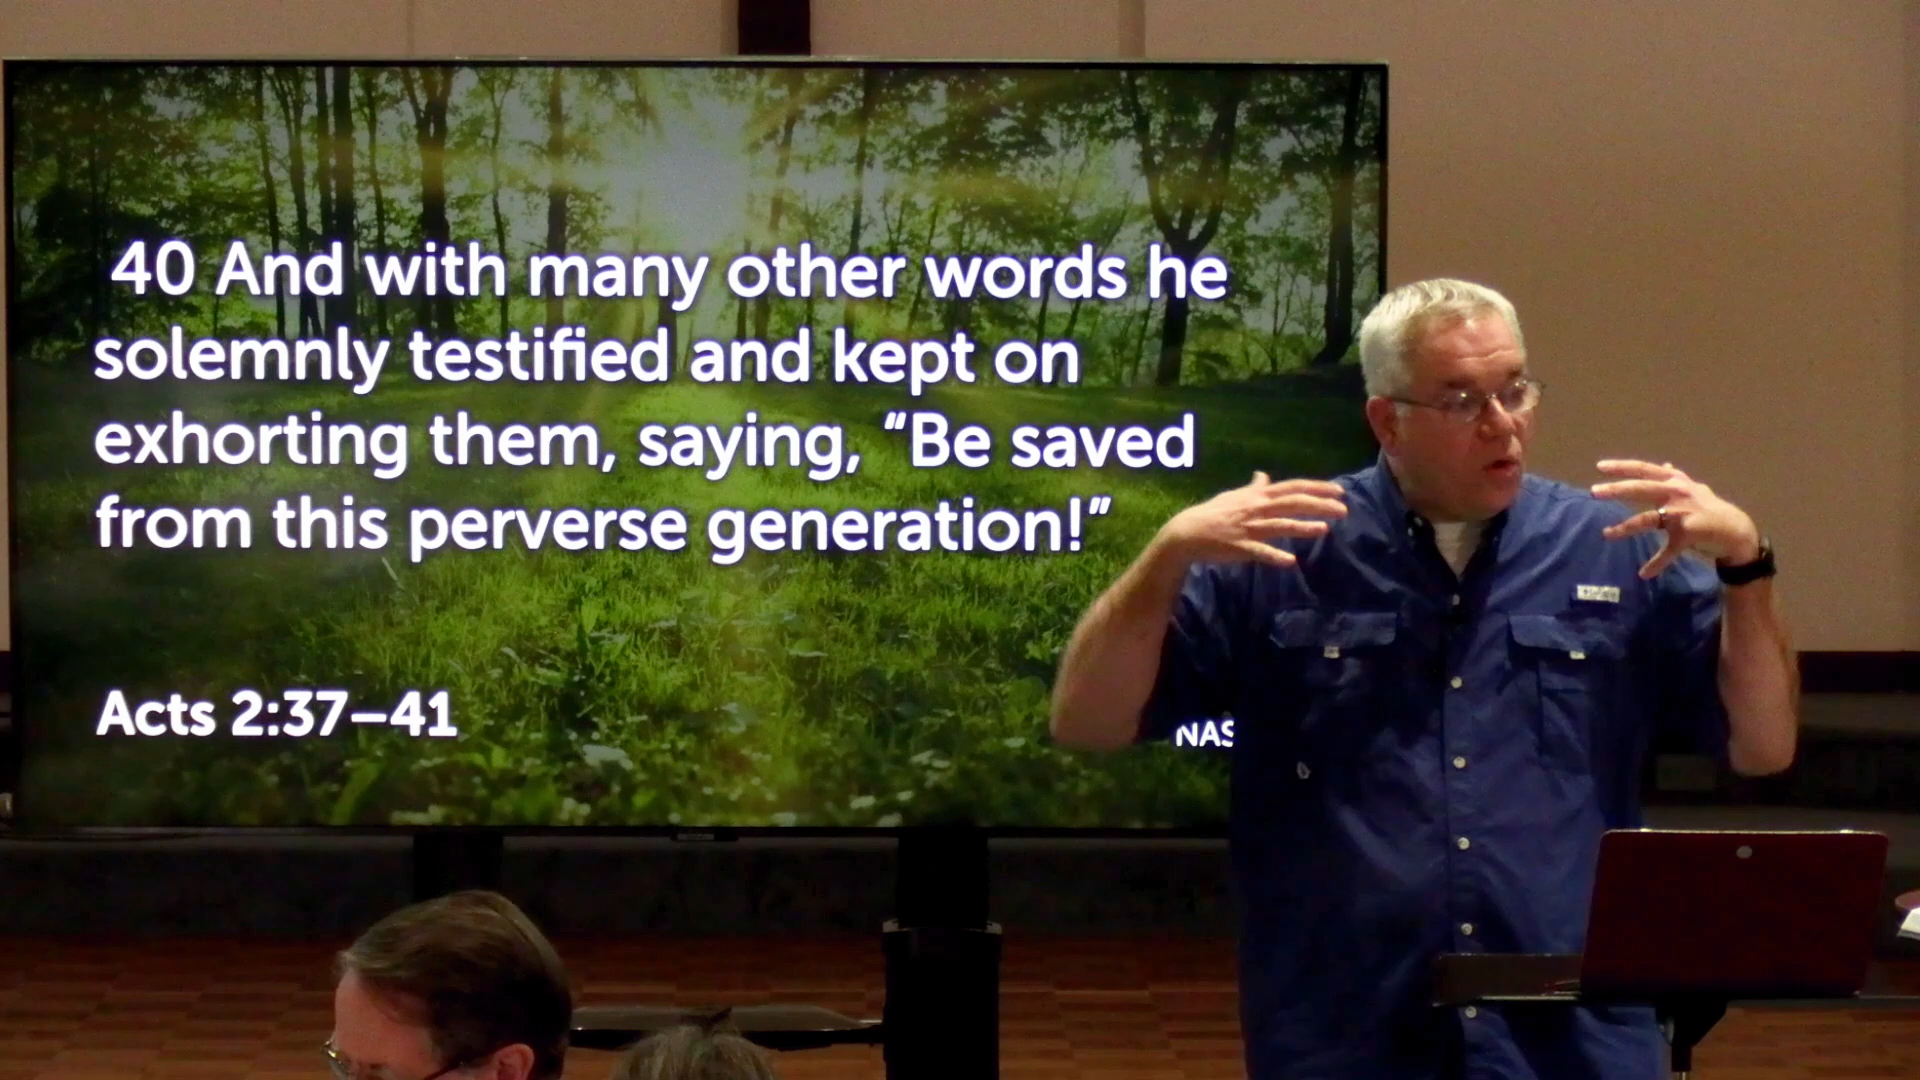 40 And with many other words he
solemnly testified and kept on
exhorting them, saying, “Be saved
from this perverse generation!”
Acts 2:37–41
NAS